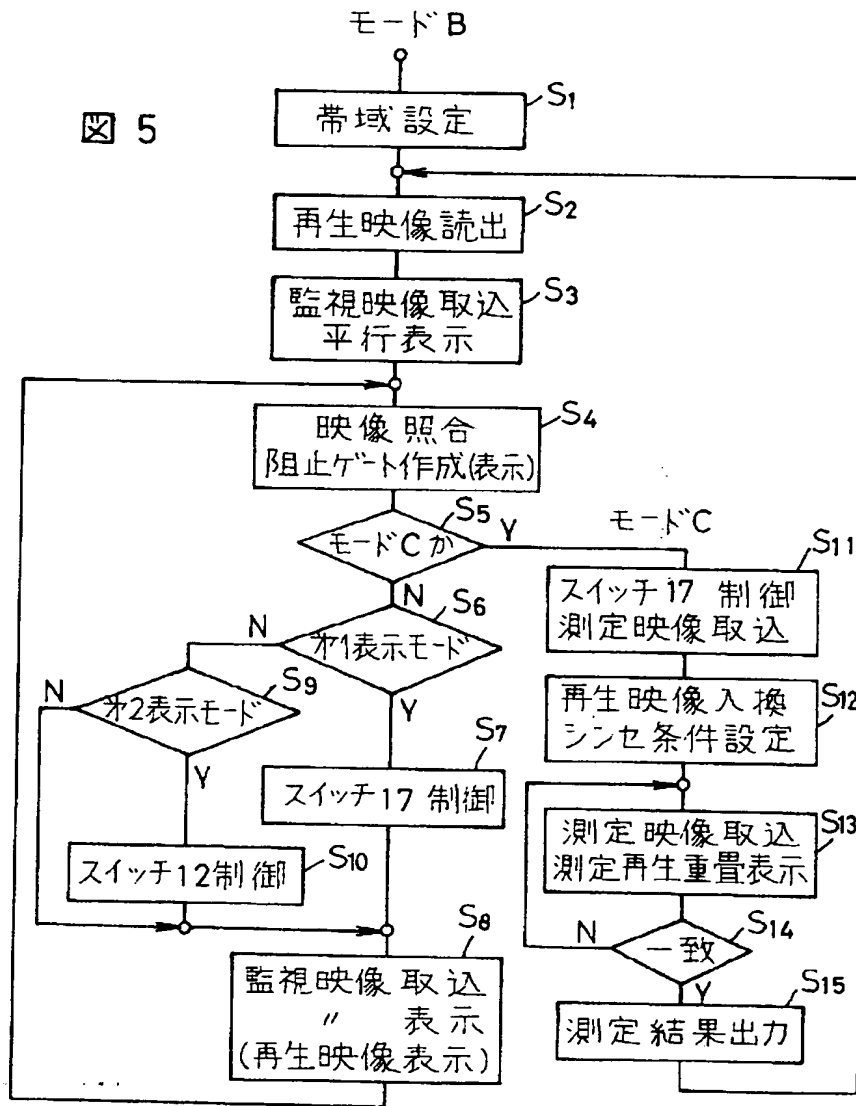 モードB
図 5
S1
帯域設定
S2
再生映像読出
S3
監視映像取込
平行表示
S4
映像照合
阻止ゲート作成(表示)
S5
モードCか
Y
N
モードC
S6
才1表示モード
N
Y
S9
才2表示モード
N
Y
S7
スイッチ17 制御
S10
スイッチ12制御
S8
監視映像取込
〃 表示
(再生映像表示)
S11
スイッチ17 制御
測定映像取込
S12
再生映像入換
シンセ条件設定
S13
測定映像取込
測定再生重畳表示
S14
一致
N
Y
S15
測定結果出力